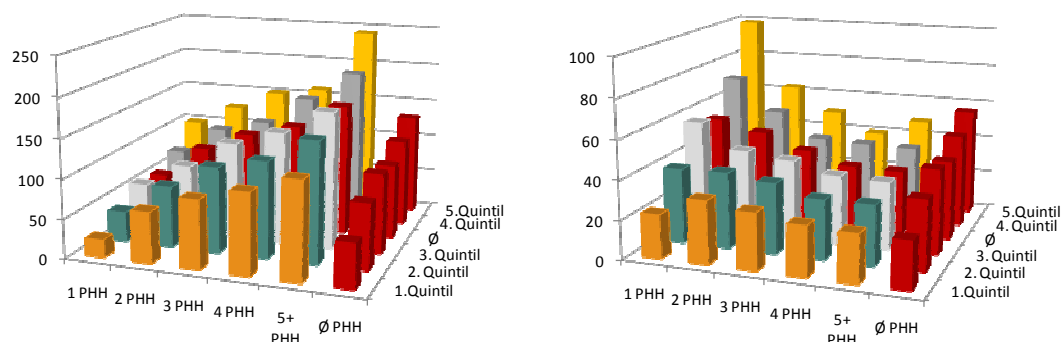 250
200
150
100
50
0
1 PHH
2 PHH
3 PHH
4 PHH
5+
PHH
Ø PHH
5.Quintil
4. Quintil
Ø
3. Quintil
2. Quintil
1.Quintil
100
80
60
40
20
0
1 PHH
2 PHH
3 PHH
4 PHH
5+
PHH
Ø PHH
5.Quintil
4. Quintil
Ø
3. Quintil
2. Quintil
1.Quintil